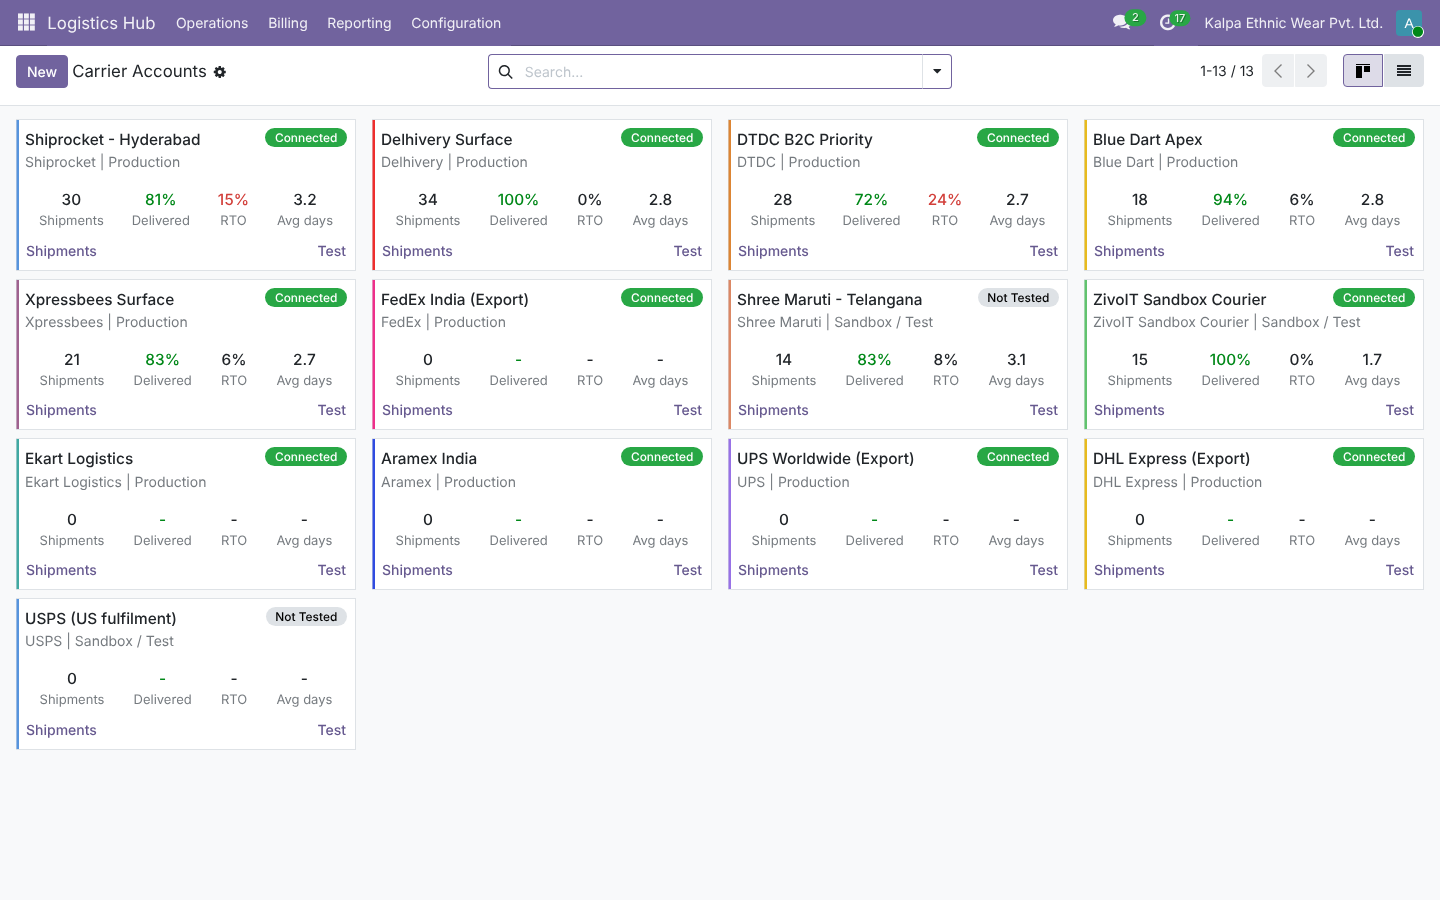 Logistics Hub Operations Billing Reporting Configuration 2 17 Kalpa Ethnic Wear Pvt. Ltd. A
New Carrier Accounts Search... 1-13 / 13
Shiprocket - Hyderabad Connected
Shiprocket | Production
30 81% 15% 3.2
Shipments Delivered RTO Avg days
Shipments Test
Delhivery Surface Connected
Delhivery | Production
34 100% 0% 2.8
Shipments Delivered RTO Avg days
Shipments Test
DTDC B2C Priority Connected
DTDC | Production
28 72% 24% 2.7
Shipments Delivered RTO Avg days
Shipments Test
Blue Dart Apex Connected
Blue Dart | Production
18 94% 6% 2.8
Shipments Delivered RTO Avg days
Shipments Test
Xpressbees Surface Connected
Xpressbees | Production
21 83% 6% 2.7
Shipments Delivered RTO Avg days
Shipments Test
FedEx India (Export) Connected
FedEx | Production
0 - - -
Shipments Delivered RTO Avg days
Shipments Test
Shree Maruti - Telangana Not Tested
Shree Maruti | Sandbox / Test
14 83% 8% 3.1
Shipments Delivered RTO Avg days
Shipments Test
ZivoIT Sandbox Courier Connected
ZivoIT Sandbox Courier | Sandbox / Test
15 100% 0% 1.7
Shipments Delivered RTO Avg days
Shipments Test
Ekart Logistics Connected
Ekart Logistics | Production
0 - - -
Shipments Delivered RTO Avg days
Shipments Test
Aramex India Connected
Aramex | Production
0 - - -
Shipments Delivered RTO Avg days
Shipments Test
UPS Worldwide (Export) Connected
UPS | Production
0 - - -
Shipments Delivered RTO Avg days
Shipments Test
DHL Express (Export) Connected
DHL Express | Production
0 - - -
Shipments Delivered RTO Avg days
Shipments Test
USPS (US fulfilment) Not Tested
USPS | Sandbox / Test
0 - - -
Shipments Delivered RTO Avg days
Shipments Test